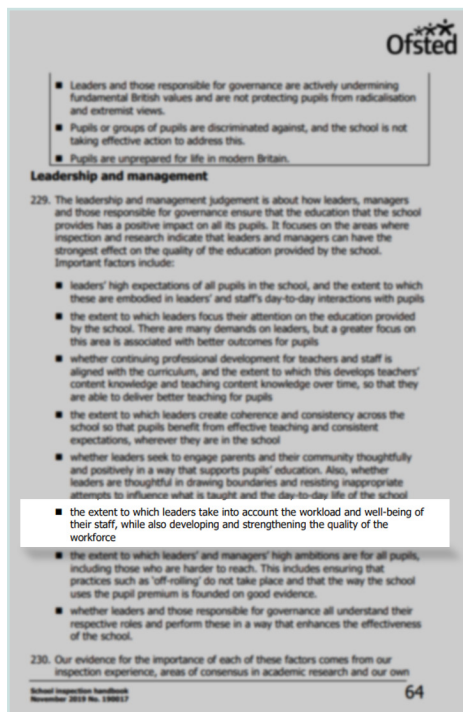 Ofsted
■ Leaders and those responsible for governance are actively undermining
fundamental British values and are not protecting pupils from radicalisation
and extremist views.
■ Pupils or groups of pupils are discriminated against, and the school is not
taking effective action to address this.
■ Pupils are unprepared for life in modern Britain.
Leadership and management
229. The leadership and management judgement is about how leaders, managers
and those responsible for governance ensure that the education that the school
provides has a positive impact on all its pupils. It focuses on the areas where
inspection and research indicate that leaders and managers can have the
strongest effect on the quality of the education provided by the school.
Important factors include:
■ leaders' high expectations of all pupils in the school, and the extent to which
these are embodied in leaders' and staff's day-to-day interactions with pupils
■ the extent to which leaders focus their attention on the education provided
by the school. There are many demands on leaders, but a greater focus on
this area is associated with better outcomes for pupils
■ whether continuing professional development for teachers and staff is
aligned with the curriculum, and the extent to which this develops teachers'
content knowledge and teaching content knowledge over time, so that they
are able to deliver better teaching for pupils
■ the extent to which leaders create coherence and consistency across the
school so that pupils benefit from effective teaching and consistent
expectations, wherever they are in the school
■ whether leaders seek to engage parents and their community thoughtfully
and positively in a way that supports pupils' education. Also, whether
leaders are thoughtful in drawing boundaries and resisting inappropriate
attempts to influence what is taught and the day-to-day life of the school
■ the extent to which leaders take into account the workload and well-being of
their staff, while also developing and strengthening the quality of the
workforce
■ the extent to which leaders' and managers' high ambitions are for all pupils,
including those who are harder to reach. This includes ensuring that
practices such as 'off-rolling' do not take place and that the way the school
uses the pupil premium is founded on good evidence.
■ whether leaders and those responsible for governance all understand their
respective roles and perform these in a way that enhances the effectiveness
of the school.
230. Our evidence for the importance of each of these factors comes from our
inspection experience, areas of consensus in academic research and our own
School inspection handbook
November 2019 No. 190017
64